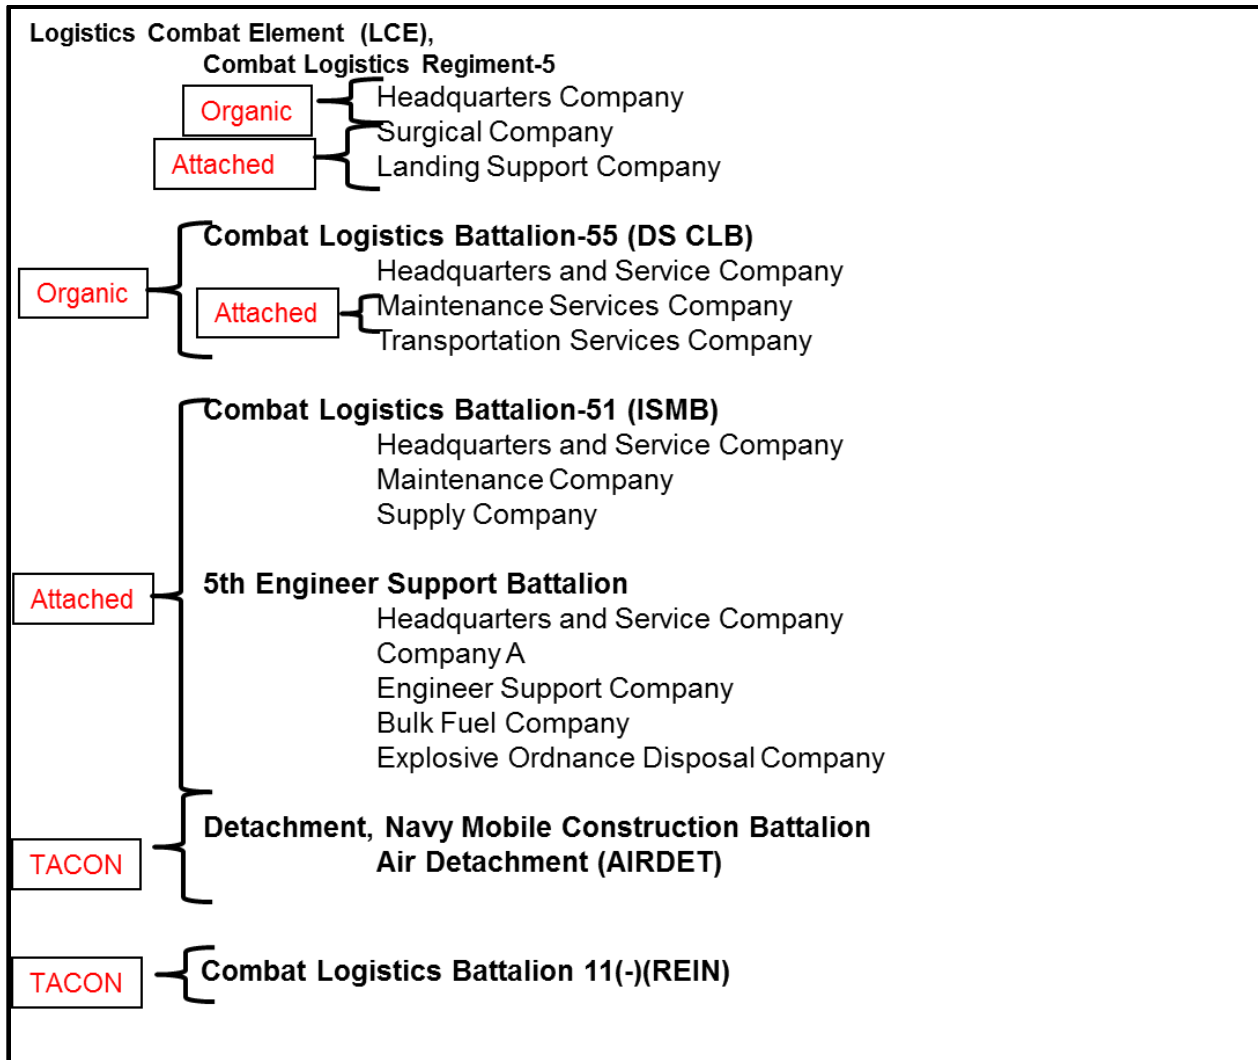 Logistics Combat Element (LCE),
Combat Logistics Regiment-5
Organic
Headquarters Company
Surgical Company
Attached
Landing Support Company
Combat Logistics Battalion-55 (DS CLB)
Headquarters and Service Company
Organic
Attached
Maintenance Services Company
Transportation Services Company
Combat Logistics Battalion-51 (ISMB)
Headquarters and Service Company
Maintenance Company
Supply Company
5th Engineer Support Battalion
Attached
Headquarters and Service Company
Company A
Engineer Support Company
Bulk Fuel Company
Explosive Ordnance Disposal Company
Detachment, Navy Mobile Construction Battalion
TACON
Air Detachment (AIRDET)
TACON
Combat Logistics Battalion 11(-)(REIN)